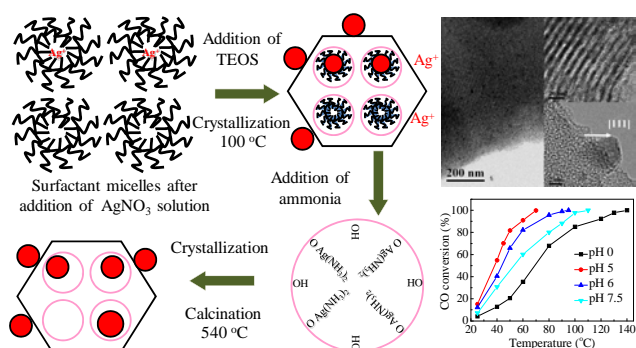 Ag⁺
Ag⁺
Addition of
TEOS
Crystallization
100 °C
Ag⁺
Ag⁺
Surfactant micelles after
addition of AgNO₃ solution
Addition of
ammonia
OH
O Ag(NH₃)₂
O Ag(NH₃)₂
OH
OH
O Ag(NH₃)₂
O Ag(NH₃)₂
OH
Crystallization
Calcination
540 °C
200 nm
[111]
CO conversion (%)
100
80
60
40
20
0
pH 0
pH 5
pH 6
pH 7.5
20 40 60 80 100 120 140
Temperature (°C)